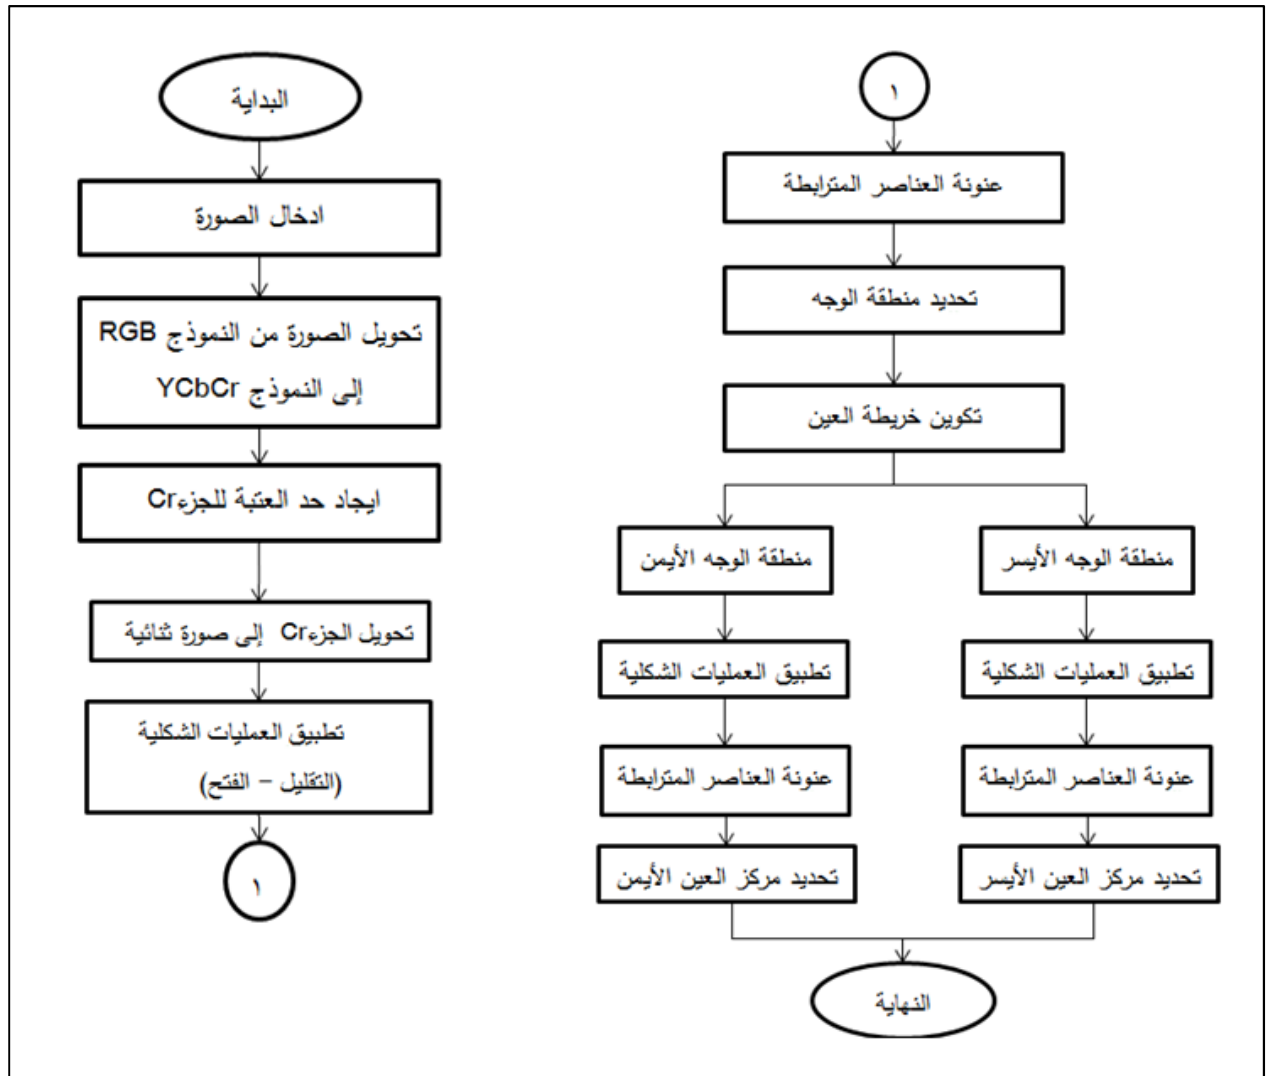 البداية
ادخال الصورة
تحويل الصورة من النموذج RGB
إلى النموذج YCbCr
ايجاد حد العتبة للجزءCr
تحويل الجزءCr إلى صورة ثنائية
تطبيق العمليات الشكلية
(التقليل – الفتح)
١
١
عنونة العناصر المترابطة
تحديد منطقة الوجه
تكوين خريطة العين
منطقة الوجه الأيمن
تطبيق العمليات الشكلية
عنونة العناصر المترابطة
تحديد مركز العين الأيمن
منطقة الوجه الأيسر
تطبيق العمليات الشكلية
عنونة العناصر المترابطة
تحديد مركز العين الأيسر
النهاية